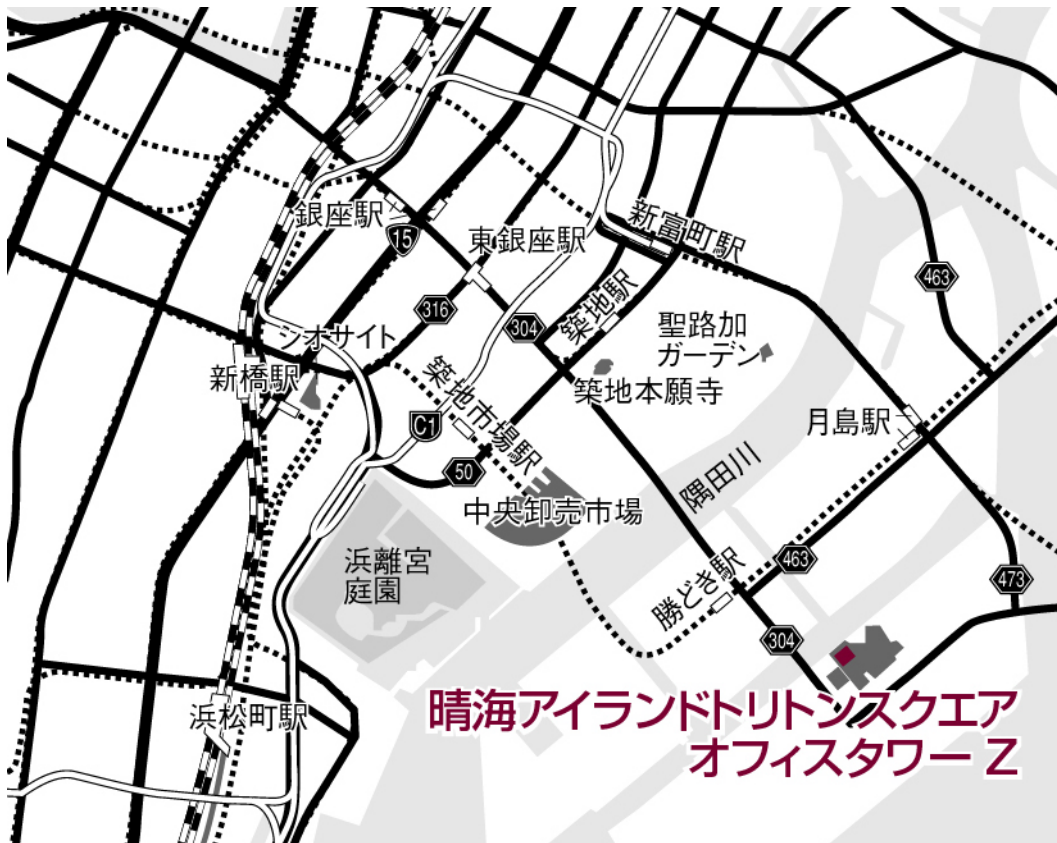 銀座駅
15
東銀座駅
新富町駅
463
316
304
築地駅
聖路加
ガーデン
シオサイト
新橋駅
築地市場駅
築地本願寺
C1
月島駅
50
隅田川
中央卸売市場
浜離宮
庭園
463
473
勝どき駅
304
浜松町駅
晴海アイランドトリトンスクエア
オフィスタワー Z